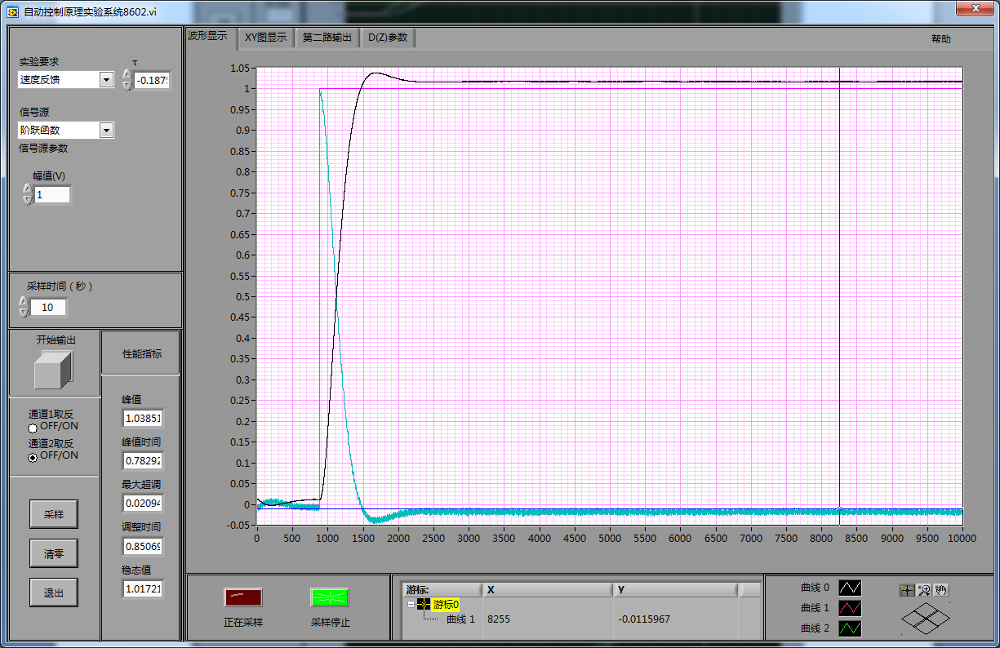 自动控制原理实验系统8602.vi
波形显示 XY图显示 第二路输出 D(Z)参数 帮助
实验要求 τ
速度反馈 -0.187
信号源
阶跃函数
信号源参数
幅值(V)
1
采样时间（秒）
10
开始输出
通道1取反
OFF/ON
通道2取反
OFF/ON
采样
清零
退出
性能指标
峰值
1.03851
峰值时间
0.78292
最大超调
0.02094
调整时间
0.85069
稳态值
1.01721
1.05
1
0.95
0.9
0.85
0.8
0.75
0.7
0.65
0.6
0.55
0.5
0.45
0.4
0.35
0.3
0.25
0.2
0.15
0.1
0.05
0
-0.05
0 500 1000 1500 2000 2500 3000 3500 4000 4500 5000 5500 6000 6500 7000 7500 8000 8500 9000 9500 10000
正在采样 采样停止
游标: X Y
游标0
曲线 1 8255 -0.0115967
曲线 0
曲线 1
曲线 2